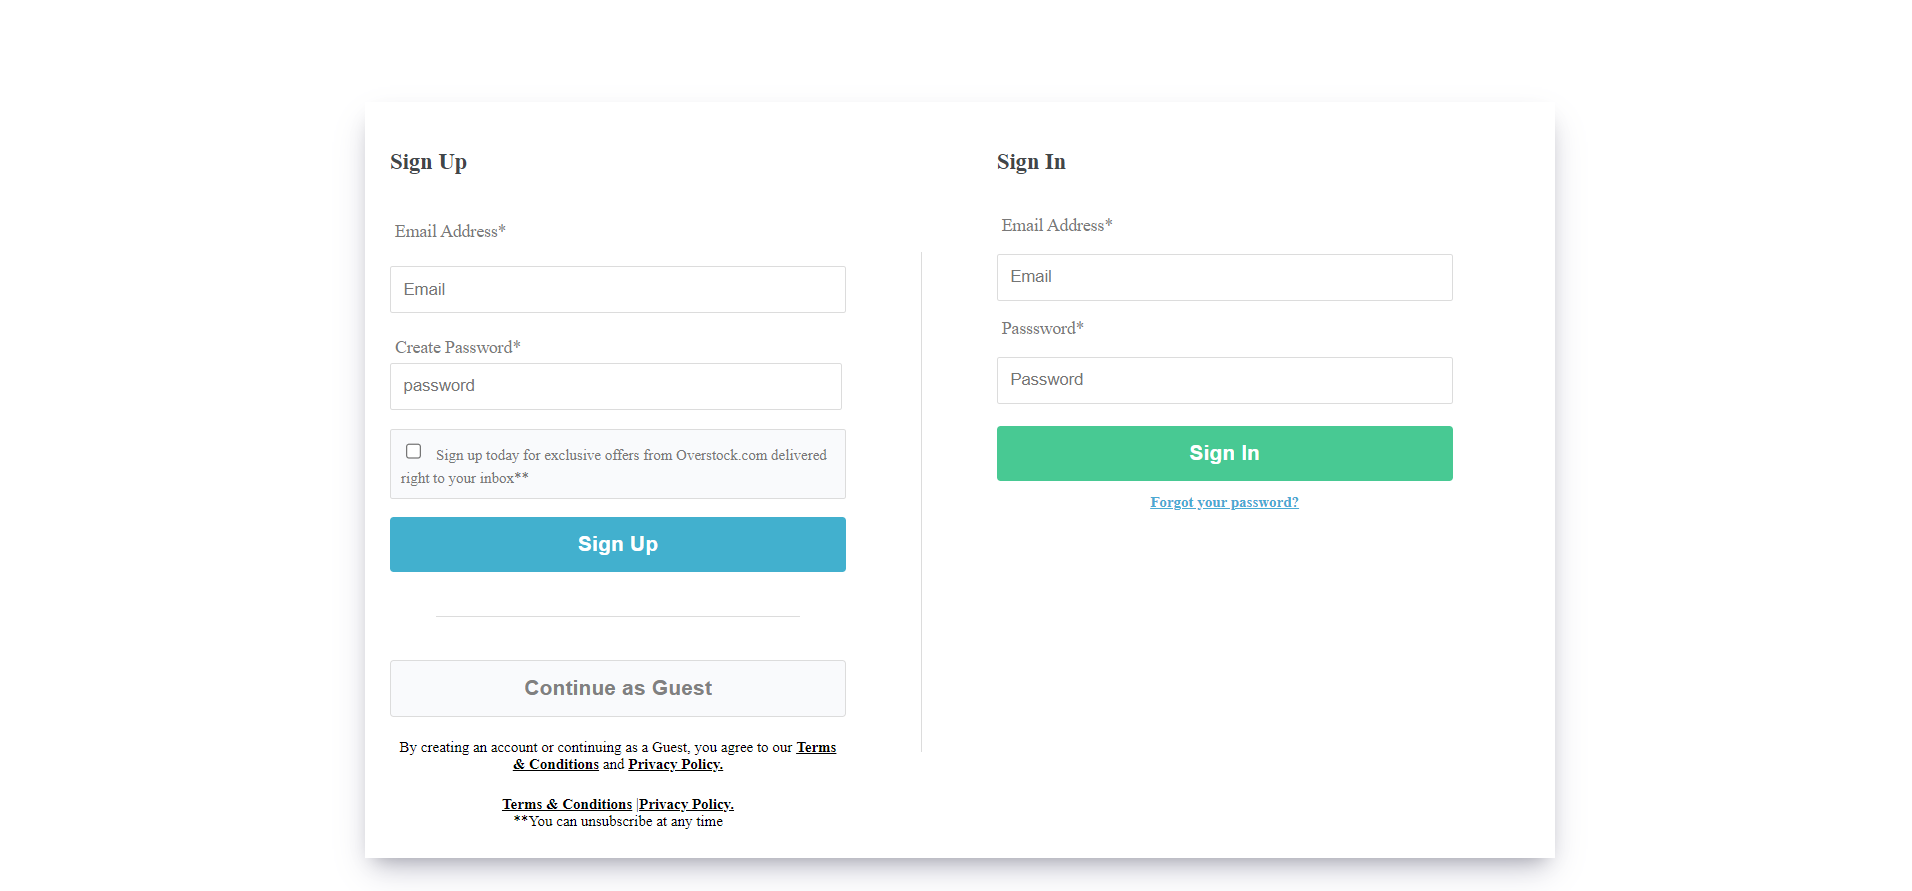 Sign Up
Email Address*
Email
Create Password*
password
Sign up today for exclusive offers from Overstock.com delivered
right to your inbox**
Sign Up
Continue as Guest
By creating an account or continuing as a Guest, you agree to our Terms
& Conditions and Privacy Policy.
Terms & Conditions |Privacy Policy.
**You can unsubscribe at any time
Sign In
Email Address*
Email
Passsword*
Password
Sign In
Forgot your password?